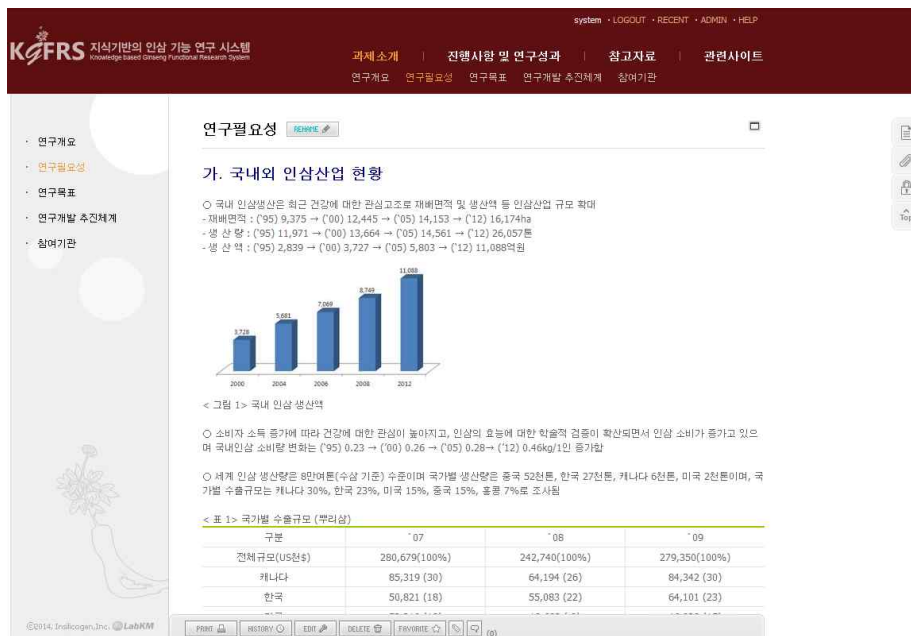 system · LOGOUT · RECENT · ADMIN · HELP
KGFRS 지식기반의 인삼 기능 연구 시스템
Knowledge based Ginseng Functional Research System
과제소개 | 진행사항 및 연구성과 | 참고자료 | 관련사이트
연구개요 연구필요성 연구목표 연구개발 추진체계 참여기관
· 연구개요
· 연구필요성
· 연구목표
· 연구개발 추진체계
· 참여기관
연구필요성 RENAME
가. 국내외 인삼산업 현황
○ 국내 인삼생산은 최근 건강에 대한 관심고조로 재배면적 및 생산액 등 인삼산업 규모 확대
- 재배면적 : ('95) 9,375 → ('00) 12,445 → ('05) 14,153 → ('12) 16,174ha
- 생 산 량 : ('95) 11,971 → ('00) 13,664 → ('05) 14,561 → ('12) 26,057톤
- 생 산 액 : ('95) 2,839 → ('00) 3,727 → ('05) 5,803 → ('12) 11,088억원
3,728 5,681 7,069 8,749 11,088
2000 2004 2006 2008 2012
< 그림 1> 국내 인삼 생산액
○ 소비자 소득 증가에 따라 건강에 대한 관심이 높아지고, 인삼의 효능에 대한 학술적 검증이 확산되면서 인삼 소비가 증가고 있으
며 국내인삼 소비량 변화는 ('95) 0.23 → ('00) 0.26 → ('05) 0.28→ ('12) 0.46kg/1인 증가함
○ 세계 인삼 생산량은 8만여톤(수삼 기준) 수준이며 국가별 생산량은 중국 52천톤, 한국 27천톤, 캐나다 6천톤, 미국 2천톤이며, 국
가별 수출규모는 캐나다 30%, 한국 23%, 미국 15%, 중국 15%, 홍콩 7%로 조사됨
< 표 1> 국가별 수출규모 (뿌리삼)
구분 `07 `08 `09
전체규모(US천$) 280,679(100%) 242,740(100%) 279,350(100%)
캐나다 85,319 (30) 64,194 (26) 84,342 (30)
한국 50,821 (18) 55,083 (22) 64,101 (23)
Top
©2014, Insilicogen,Inc. LabKM
PRINT HISTORY EDIT DELETE FAVORITE (0)